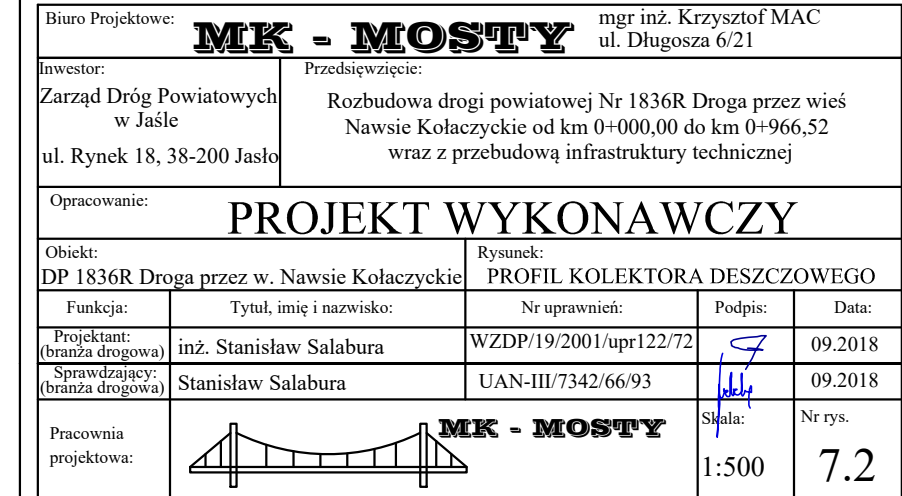 Biuro Projektowe:
MK - MOSTY
mgr inż. Krzysztof MAC
ul. Długosza 6/21
Inwestor:
Zarząd Dróg Powiatowych
w Jaśle
ul. Rynek 18, 38-200 Jasło
Przedsięwzięcie:
Rozbudowa drogi powiatowej Nr 1836R Droga przez wieś
Nawsie Kołaczyckie od km 0+000,00 do km 0+966,52
wraz z przebudową infrastruktury technicznej
Opracowanie:
PROJEKT WYKONAWCZY
Obiekt:
DP 1836R Droga przez w. Nawsie Kołaczyckie
Rysunek:
PROFIL KOLEKTORA DESZCZOWEGO
Funkcja:
Tytuł, imię i nazwisko:
Nr uprawnień:
Podpis:
Data:
Projektant:
(branża drogowa)
inż. Stanisław Salabura
WZDP/19/2001/upr122/72
09.2018
Sprawdzający:
(branża drogowa)
Stanisław Salabura
UAN-III/7342/66/93
09.2018
Pracownia
projektowa:
MK - MOSTY
Skala:
1:500
Nr rys.
7.2